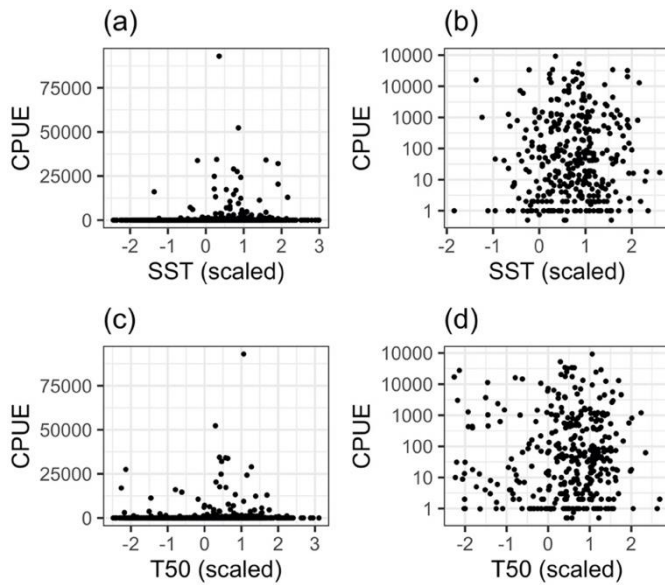 (a)
CPUE
75000
50000
25000
0
-2 -1 0 1 2 3
SST (scaled)
(b)
CPUE
10000
10000
1000
100
10
1
-2 -1 0 1 2
SST (scaled)
(c)
CPUE
75000
50000
25000
0
-2 -1 0 1 2 3
T50 (scaled)
(d)
CPUE
10000
10000
1000
100
10
1
-2 -1 0 1 2
T50 (scaled)